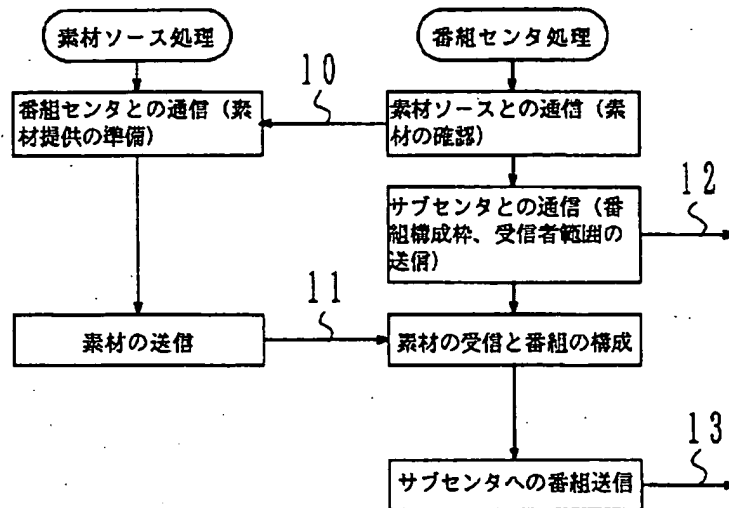 素材ソース処理
番組センタ処理
10
番組センタとの通信(素
材提供の準備)
素材ソースとの通信(素
材の確認)
12
サブセンタとの通信(番
組構成枠、受信者範囲の
送信)
11
素材の送信
素材の受信と番組の構成
13
サブセンタへの番組送信